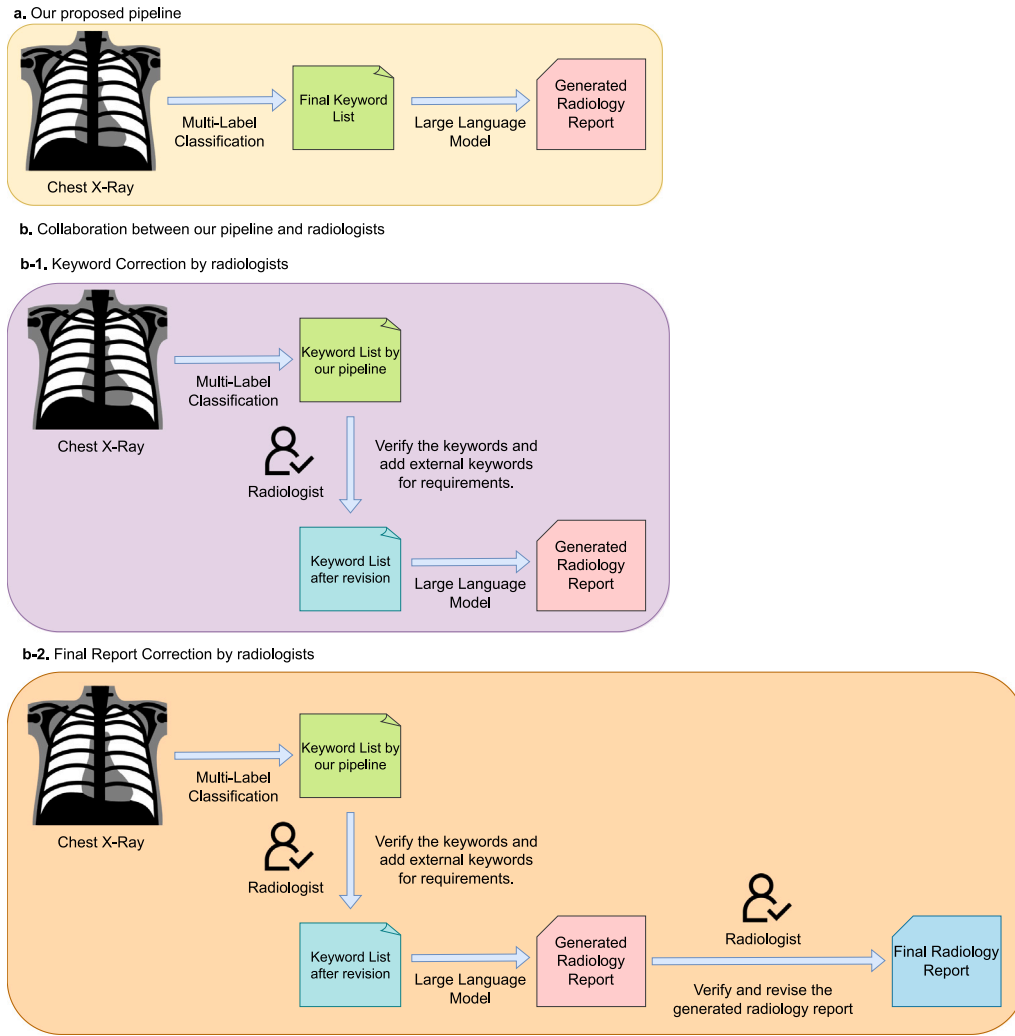 a. Our proposed pipeline
Chest X-Ray
Multi-Label
Classification
Final Keyword
List
Large Language
Model
Generated
Radiology
Report
b. Collaboration between our pipeline and radiologists
b-1. Keyword Correction by radiologists
Chest X-Ray
Multi-Label
Classification
Keyword List by
our pipeline
Radiologist
Verify the keywords and
add external keywords
for requirements.
Keyword List
after revision
Large Language
Model
Generated
Radiology
Report
b-2. Final Report Correction by radiologists
Chest X-Ray
Multi-Label
Classification
Keyword List by
our pipeline
Radiologist
Verify the keywords and
add external keywords
for requirements.
Keyword List
after revision
Large Language
Model
Generated
Radiology
Report
Radiologist
Verify and revise the
generated radiology report
Final Radiology
Report